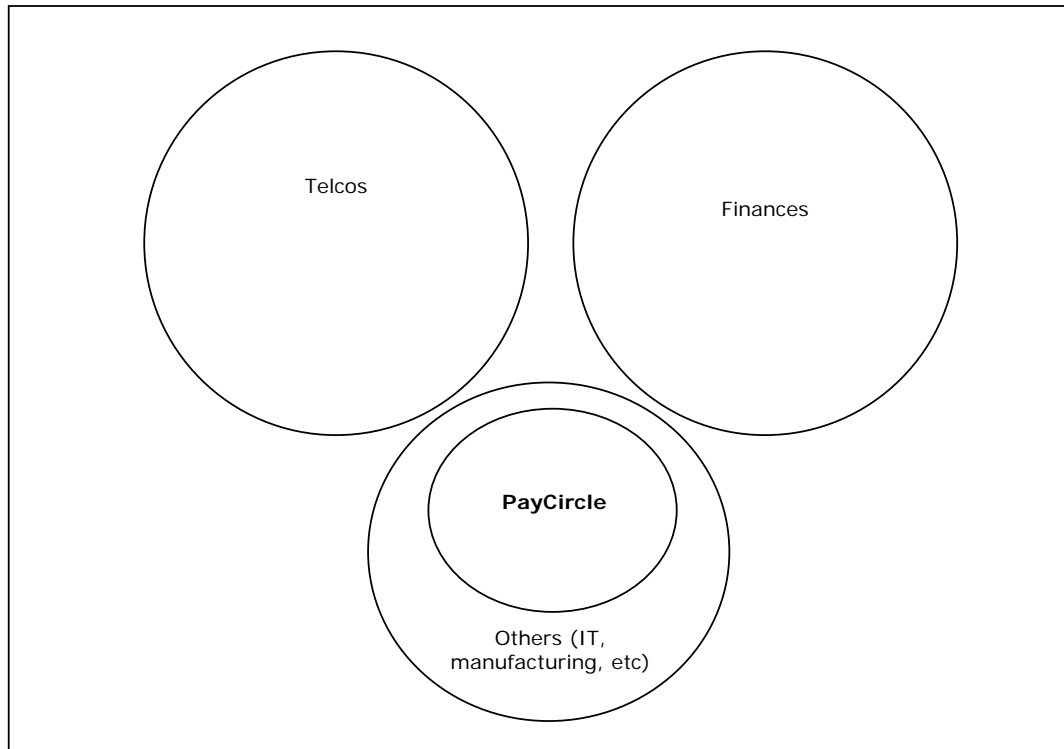 Telcos
Finances
PayCircle
Others (IT,
manufacturing, etc)